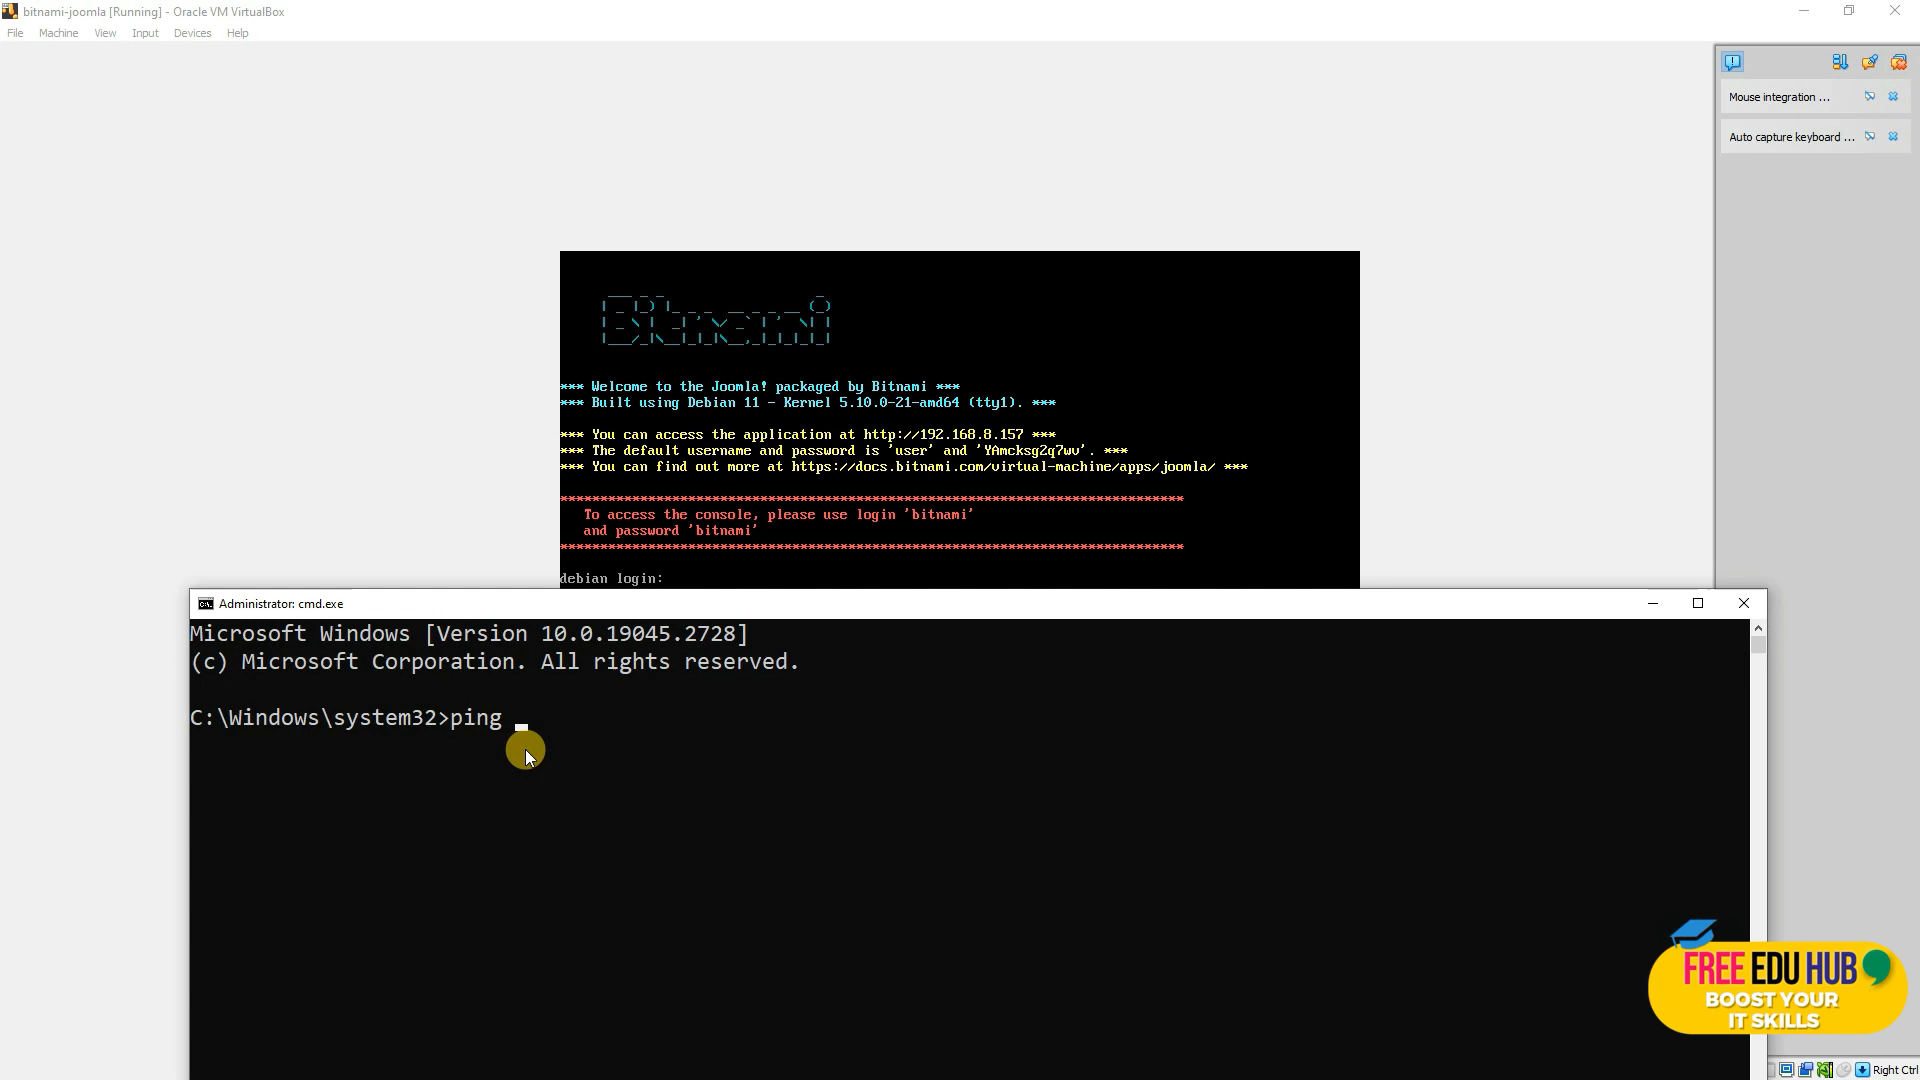 bitnami-joomla [Running] - Oracle VM VirtualBox
File Machine View Input Devices Help
Mouse integration ...
Auto capture keyboard ...
Bitnami
*** Welcome to the Joomla! packaged by Bitnami ***
*** Built using Debian 11 - Kernel 5.10.0-21-amd64 (tty1). ***
*** You can access the application at http://192.168.8.157 ***
*** The default username and password is 'user' and 'YAmcksg2q7wv'. ***
*** You can find out more at https://docs.bitnami.com/virtual-machine/apps/joomla/ ***
******************************************************************************
To access the console, please use login 'bitnami'
and password 'bitnami'
******************************************************************************
debian login:
Administrator: cmd.exe
Microsoft Windows [Version 10.0.19045.2728]
(c) Microsoft Corporation. All rights reserved.
C:\Windows\system32>ping
FREE EDU HUB
BOOST YOUR
IT SKILLS
Right Ctrl